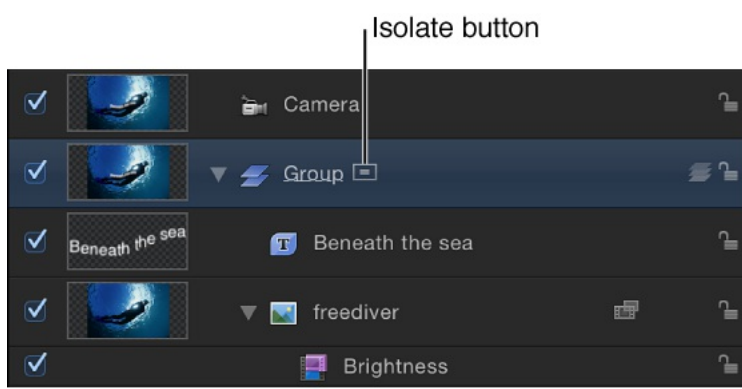 Isolate button
Camera
Group
Beneath the sea
Beneath the sea
freediver
Brightness